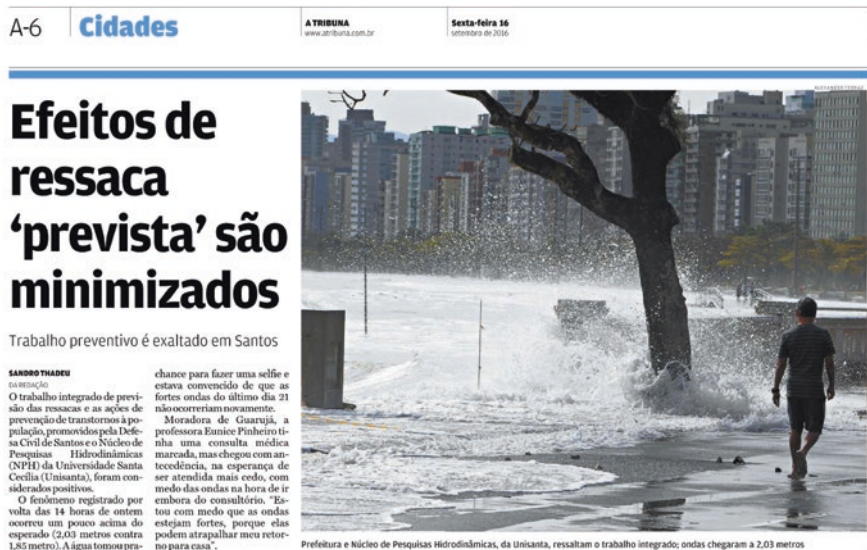 A-6
Cidades
A TRIBUNA
www.atribuna.com.br
Sexta-feira 16
setembro de 2016
ALEXANDER FERRAZ
Efeitos de
ressaca
‘prevista’ são
minimizados
Trabalho preventivo é exaltado em Santos
SANDRO THADEU
DA REDAÇÃO
O trabalho integrado de previ-
são das ressacas e as ações de
prevenção de transtornos à po-
pulação, promovidos pela Defe-
sa Civil de Santos e o Núcleo de
Pesquisas Hidrodinâmicas
(NPH) da Universidade Santa
Cecília (Unisanta), foram con-
siderados positivos.
O fenômeno registrado por
volta das 14 horas de ontem
ocorreu um pouco acima do
esperado (2,03 metros contra
1,85 metro). A água tomou pra-
chance para fazer uma selfie e
estava convencido de que as
fortes ondas do último dia 21
não ocorreriam novamente.
Moradora de Guarujá, a
professora Eunice Pinheiro ti-
nha uma consulta médica
marcada, mas chegou com an-
tecedência, na esperança de
ser atendida mais cedo, com
medo das ondas na hora de ir
embora do consultório. “Es-
tou com medo que as ondas
estejam fortes, porque elas
podem atrapalhar meu retor-
no para casa”.
Prefeitura e Núcleo de Pesquisas Hidrodinâmicas, da Unisanta, ressaltam o trabalho integrado; ondas chegaram a 2,03 metros